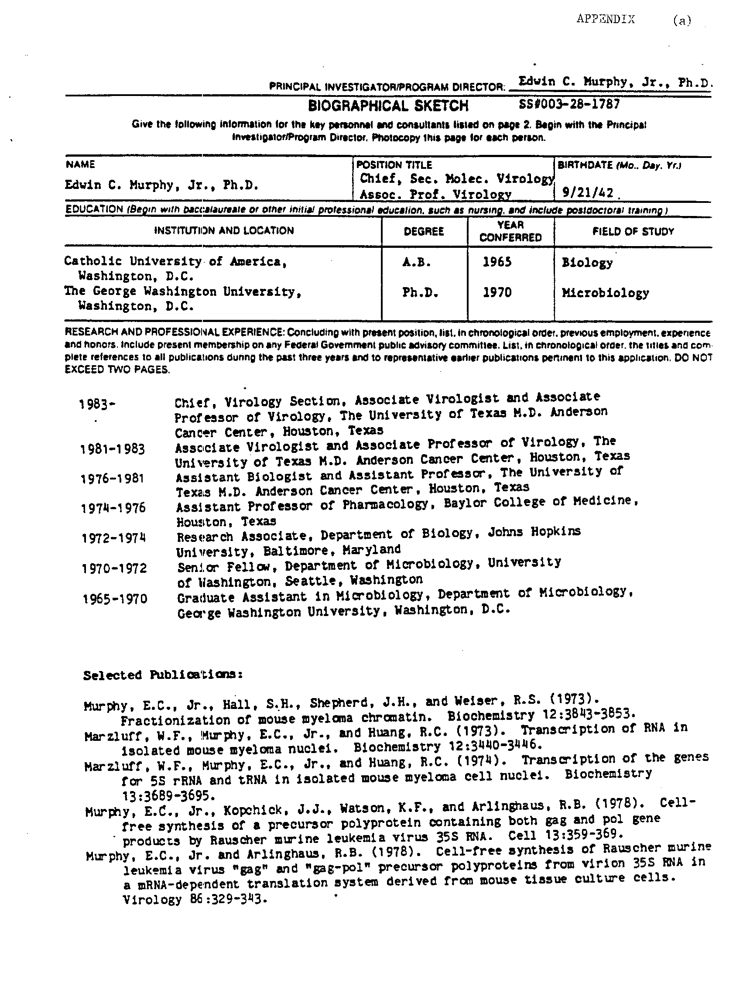 APPENDIX (a)
PRINCIPAL INVESTIGATOR/PROGRAM DIRECTOR: Edwin C. Murphy, Jr., Ph.D.
BIOGRAPHICAL SKETCH SS#003-28-1787
Give the following information for the key personnel and consultants listed on page 2. Begin with the Principal
Investigator/Program Director. Photocopy this page for each person.
NAME POSITION TITLE BIRTHDATE (Mo., Day, Yr.)
Edwin C. Murphy, Jr., Ph.D. Chief, Sec. Molec. Virology
Assoc. Prof. Virology 9/21/42
EDUCATION (Begin with baccalaureate or other initial professional education, such as nursing, and include postdoctoral training)
INSTITUTION AND LOCATION DEGREE YEAR CONFERRED FIELD OF STUDY
Catholic University of America, A.B. 1965 Biology
Washington, D.C.
The George Washington University, Ph.D. 1970 Microbiology
Washington, D.C.
RESEARCH AND PROFESSIONAL EXPERIENCE: Concluding with present position, list, in chronological order, previous employment, experience
and honors. Include present membership on any Federal Government public advisory committee. List, in chronological order, the titles and com-
plete references to all publications during the past three years and to representative earlier publications pertinent to this application. DO NOT
EXCEED TWO PAGES.
1983- Chief, Virology Section, Associate Virologist and Associate
Professor of Virology, The University of Texas M.D. Anderson
Cancer Center, Houston, Texas
1981-1983 Associate Virologist and Associate Professor of Virology, The
University of Texas M.D. Anderson Cancer Center, Houston, Texas
1976-1981 Assistant Biologist and Assistant Professor, The University of
Texas M.D. Anderson Cancer Center, Houston, Texas
1974-1976 Assistant Professor of Pharmacology, Baylor College of Medicine,
Houston, Texas
1972-1974 Research Associate, Department of Biology, Johns Hopkins
University, Baltimore, Maryland
1970-1972 Senior Fellow, Department of Microbiology, University
of Washington, Seattle, Washington
1965-1970 Graduate Assistant in Microbiology, Department of Microbiology,
George Washington University, Washington, D.C.
Selected Publications:
Murphy, E.C., Jr., Hall, S.H., Shepherd, J.H., and Weiser, R.S. (1973).
Fractionization of mouse myeloma chromatin. Biochemistry 12:3843-3853.
Marzluff, W.F., Murphy, E.C., Jr., and Huang, R.C. (1973). Transcription of RNA in
isolated mouse myeloma nuclei. Biochemistry 12:3440-3446.
Marzluff, W.F., Murphy, E.C., Jr., and Huang, R.C. (1974). Transcription of the genes
for 5S rRNA and tRNA in isolated mouse myeloma cell nuclei. Biochemistry
13:3689-3695.
Murphy, E.C., Jr., Kopchick, J.J., Watson, K.F., and Arlinghaus, R.B. (1978). Cell-
free synthesis of a precursor polyprotein containing both gag and pol gene
products by Rauscher murine leukemia virus 35S RNA. Cell 13:359-369.
Murphy, E.C., Jr. and Arlinghaus, R.B. (1978). Cell-free synthesis of Rauscher murine
leukemia virus "gag" and "gag-pol" precursor polyproteins from virion 35S RNA in
a mRNA-dependent translation system derived from mouse tissue culture cells.
Virology 86:329-343.